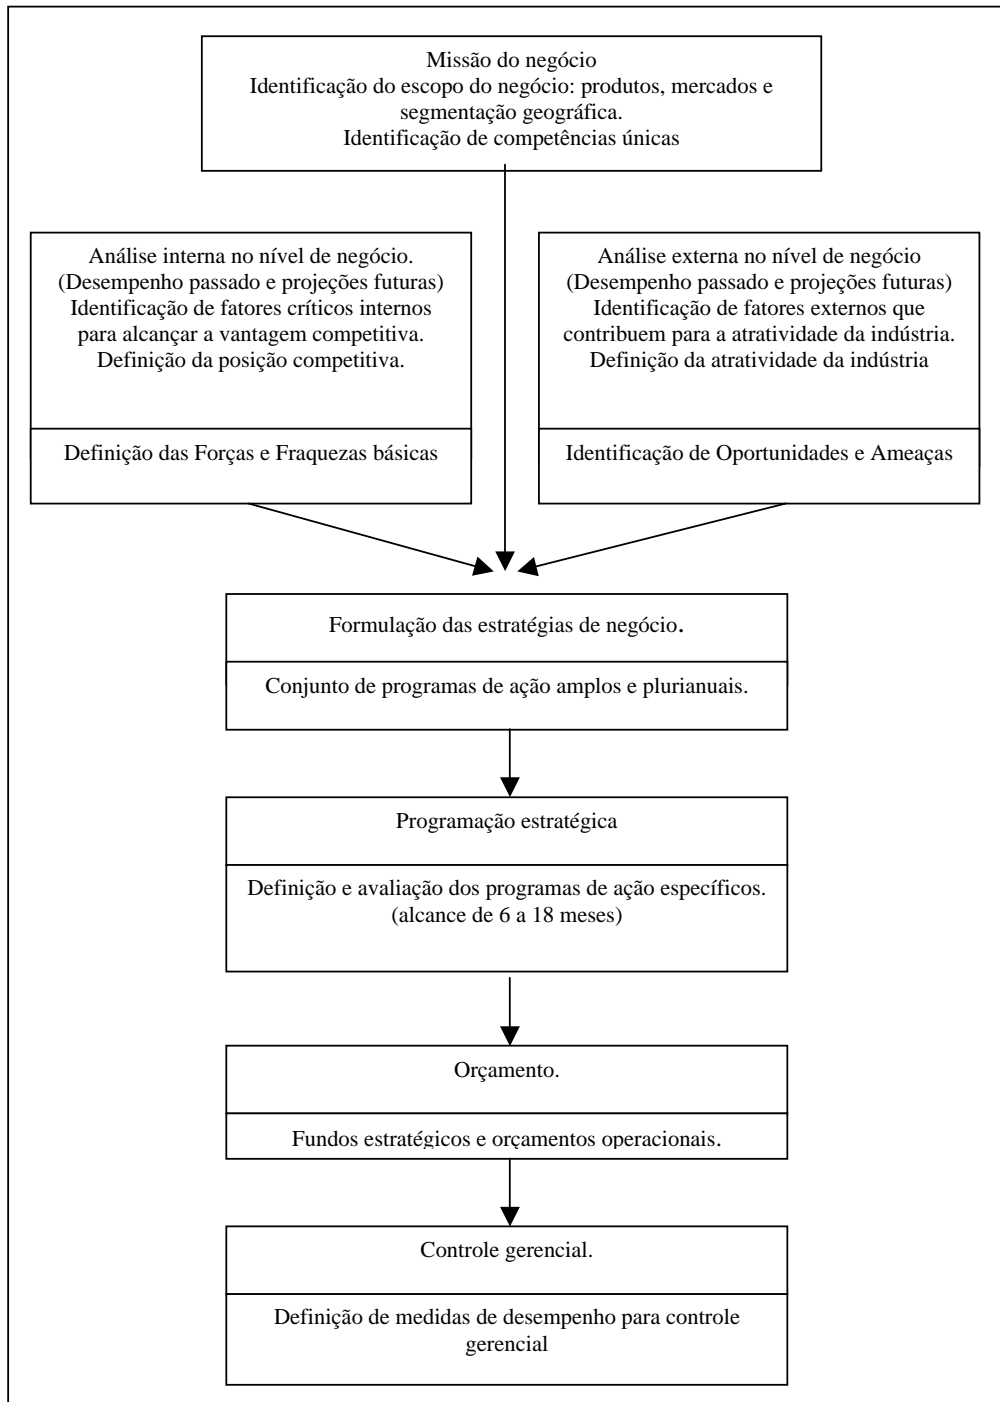 Missão do negócio
Identificação do escopo do negócio: produtos, mercados e
segmentação geográfica.
Identificação de competências únicas
Análise interna no nível de negócio.
(Desempenho passado e projeções futuras)
Identificação de fatores críticos internos
para alcançar a vantagem competitiva.
Definição da posição competitiva.
Definição das Forças e Fraquezas básicas
Análise externa no nível de negócio
(Desempenho passado e projeções futuras)
Identificação de fatores externos que
contribuem para a atratividade da indústria.
Definição da atratividade da indústria
Identificação de Oportunidades e Ameaças
Formulação das estratégias de negócio.
Conjunto de programas de ação amplos e plurianuais.
Programação estratégica
Definição e avaliação dos programas de ação específicos.
(alcance de 6 a 18 meses)
Orçamento.
Fundos estratégicos e orçamentos operacionais.
Controle gerencial.
Definição de medidas de desempenho para controle
gerencial